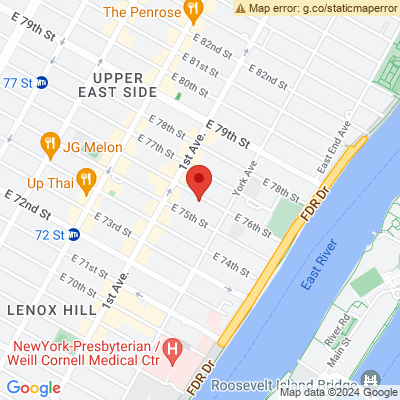 Map error: g.co/staticmaperror
The Penrose
E 79th St
E 82nd St
E 81st St
E 82nd St
77 St
UPPER
EAST SIDE
E 80th St
E 78th St
E 79th St
East End Ave
JG Melon
E 77th St
1st Ave.
Up Thai
York Ave
E 78th St
FDR Dr
E 72nd St
E 73rd St
E 75th St
E 76th St
72 St
East River
E 71st St
E 74th St
E 70th St
1st Ave.
LENOX HILL
River Rd
Main St
NewYork-Presbyterian /
Weill Cornell Medical Ctr
H
FDR Dr
Roosevelt Island Bridge
Google
Map data ©2024 Google